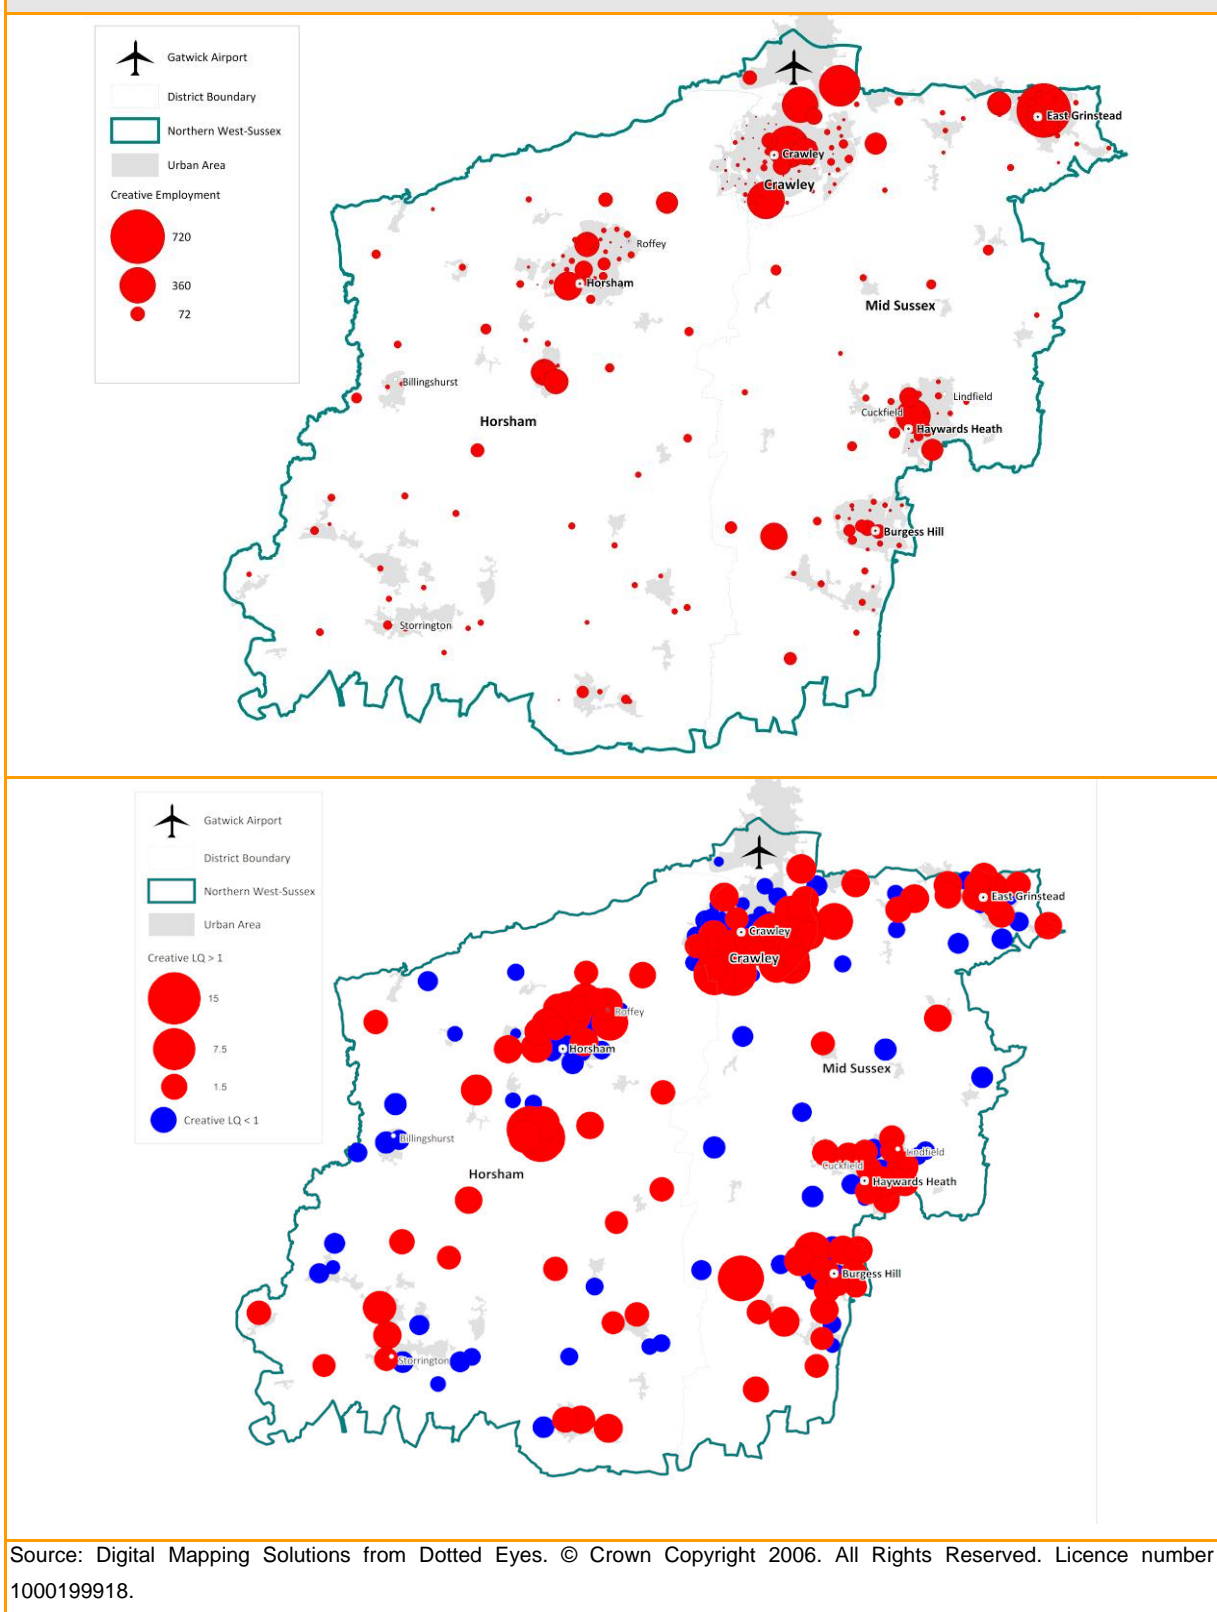 Gatwick Airport
District Boundary
Northern West-Sussex
Urban Area
Creative Employment
720
360
72
East Grinstead
Crawley
Crawley
Roffey
Horsham
Mid Sussex
Billingshurst
Lindfield
Cuckfield
Horsham
Haywards Heath
Burgess Hill
Storrington
Gatwick Airport
District Boundary
Northern West-Sussex
Urban Area
Creative LQ > 1
15
7.5
1.5
Creative LQ < 1
East Grinstead
Crawley
Crawley
Roffey
Horsham
Mid Sussex
Billingshurst
Lindfield
Cuckfield
Horsham
Haywards Heath
Burgess Hill
Storrington
Source: Digital Mapping Solutions from Dotted Eyes. © Crown Copyright 2006. All Rights Reserved. Licence number
1000199918.